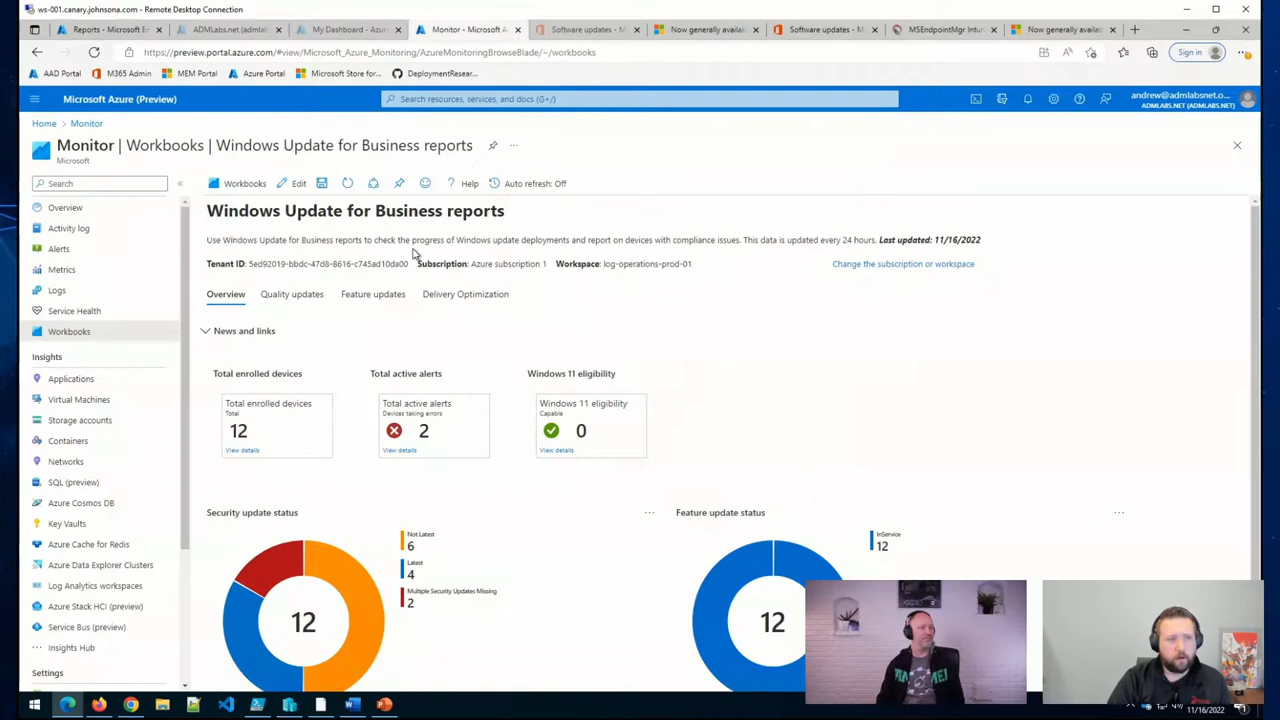 ws-001.canary.johnsona.com - Remote Desktop Connection
Reports - Microsoft E
ADMLabs.net (admlab
My Dashboard - Azure
Monitor - Microsoft A
Software updates - M
Now generally availab
Software updates - M
MSEndpointMgr Intun
Now generally availab
https://preview.portal.azure.com/#view/Microsoft_Azure_Monitoring/AzureMonitoringBrowseBlade/~/workbooks
Sign in
AAD Portal
M365 Admin
MEM Portal
Azure Portal
Microsoft Store for...
DeploymentResear...
Microsoft Azure (Preview)
Search resources, services, and docs (G+/)
andrew@admlabsnet.o...
ADMLABS.NET (ADMLABS.NET)
Home > Monitor
Monitor | Workbooks | Windows Update for Business reports
Microsoft
Search
Workbooks
Edit
Help
Auto refresh: Off
Overview
Activity log
Alerts
Metrics
Logs
Service Health
Workbooks
Insights
Applications
Virtual Machines
Storage accounts
Containers
Networks
SQL (preview)
Azure Cosmos DB
Key Vaults
Azure Cache for Redis
Azure Data Explorer Clusters
Log Analytics workspaces
Azure Stack HCI (preview)
Service Bus (preview)
Insights Hub
Settings
Windows Update for Business reports
Use Windows Update for Business reports to check the progress of Windows update deployments and report on devices with compliance issues. This data is updated every 24 hours. Last updated: 11/16/2022
Tenant ID: 5ed92019-bbdc-47d8-8616-c745ad10da00 Subscription: Azure subscription 1 Workspace: log-operations-prod-01
Change the subscription or workspace
Overview
Quality updates
Feature updates
Delivery Optimization
News and links
Total enrolled devices
Total active alerts
Windows 11 eligibility
Total enrolled devices
Total
12
View details
Total active alerts
Devices taking errors
2
View details
Windows 11 eligibility
Capable
0
View details
Security update status
Not Latest
6
Latest
4
Multiple Security Updates Missing
2
12
Feature update status
InService
12
12
11/16/2022